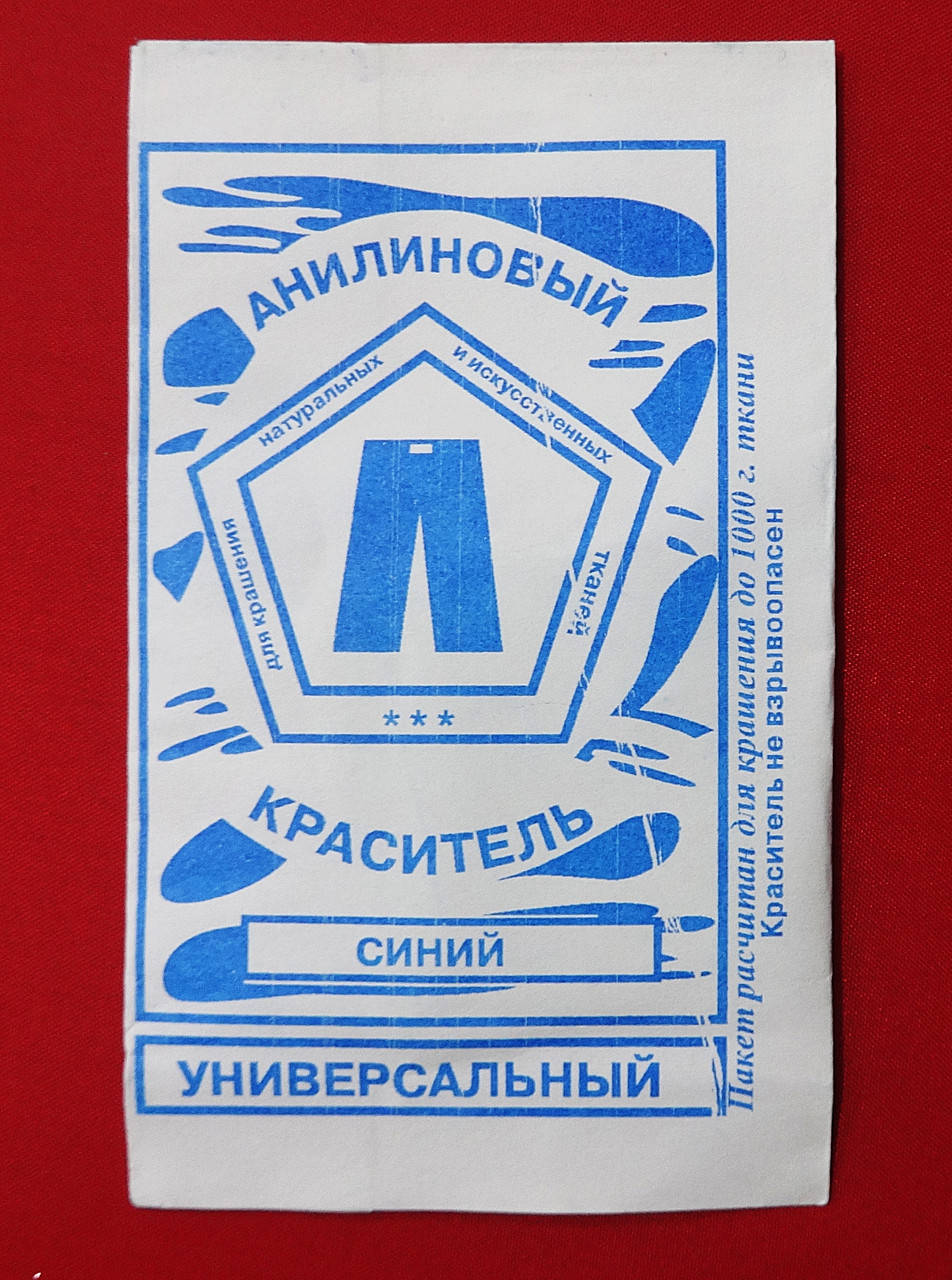 АНИЛИНОВЫЙ
для крашения
натуральных
и искусственных
тканей
***
КРАСИТЕЛЬ
СИНИЙ
УНИВЕРСАЛЬНЫЙ
Пакет расчитан для крашения до 1000 г. ткани
Краситель не взрывоопасен